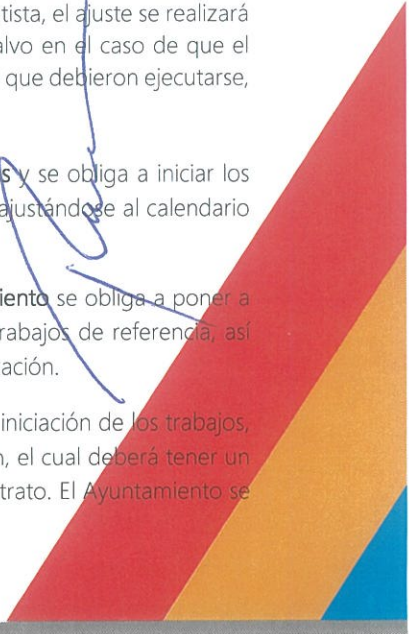 tista, el ajuste se realizará
alvo en el caso de que el
que debieron ejecutarse,
s y se obliga a iniciar los
ajustándose al calendario
iento se obliga a poner a
rabajos de referencia, así
ación.
iniciación de los trabajos,
n, el cual deberá tener un
trato. El Ayuntamiento se